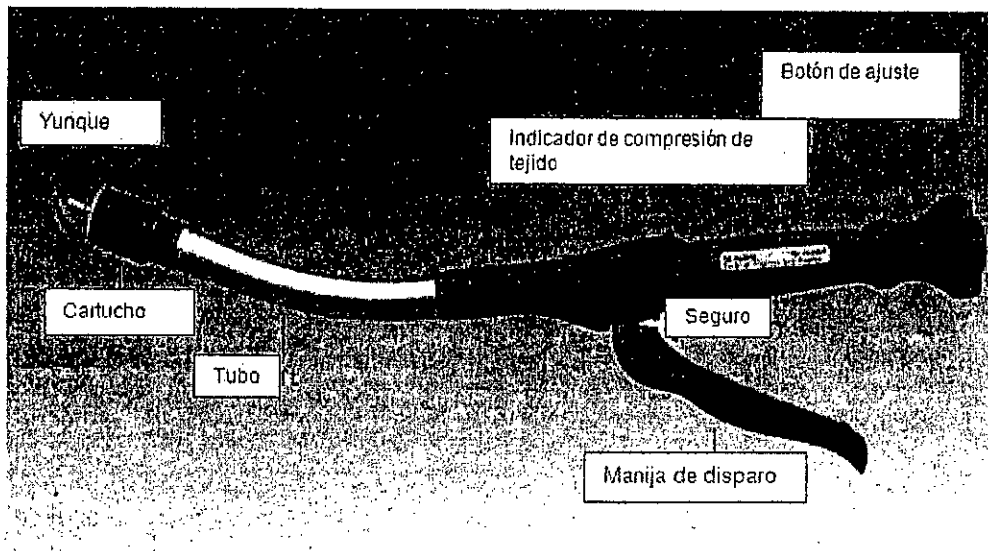 Botón de ajuste
Yunque
Indicador de compresión de
tejido
Cartucho
Seguro
Tubo
Manija de disparo